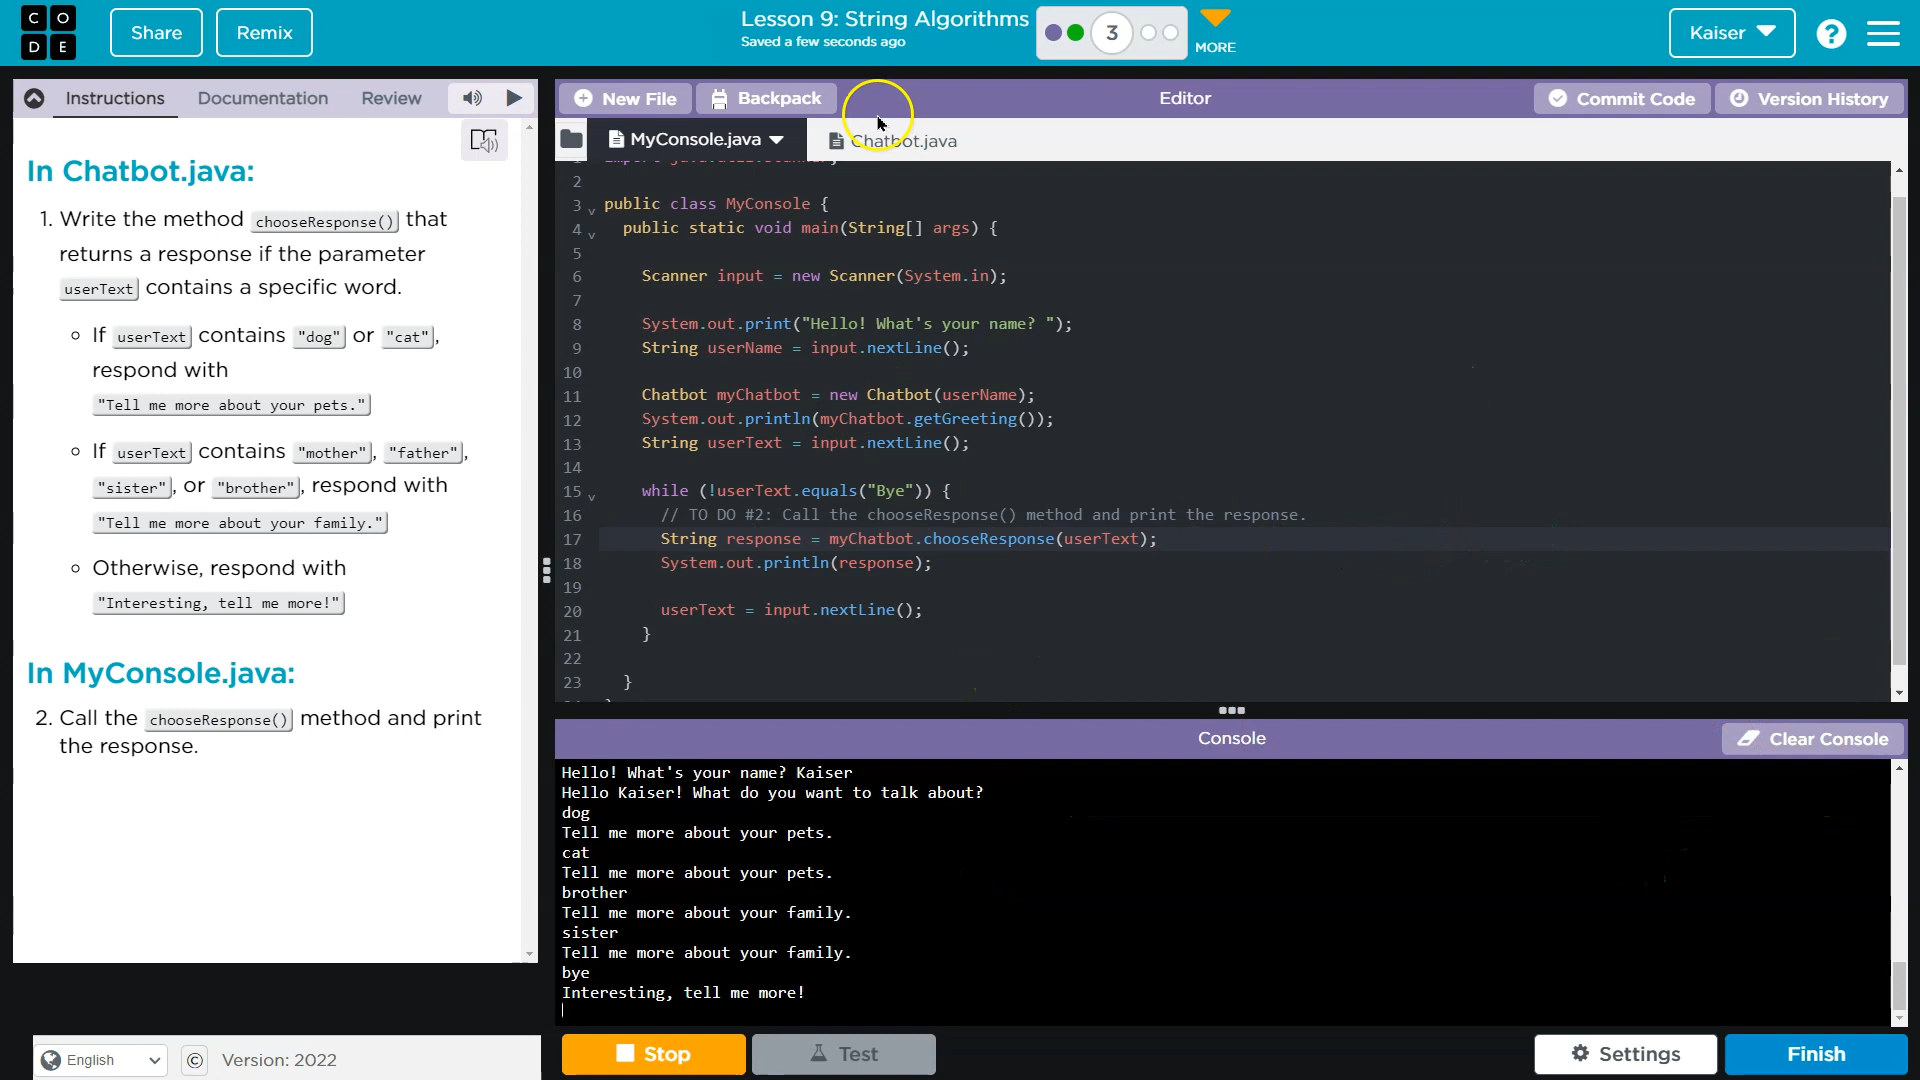 C O
D E
Share
Remix
Lesson 9: String Algorithms
Saved a few seconds ago
3
MORE
Kaiser
?
Instructions
Documentation
Review
New File
Backpack
Editor
Commit Code
Version History
MyConsole.java
Chatbot.java
In Chatbot.java:
1. Write the method chooseResponse() that
returns a response if the parameter
userText contains a specific word.
If userText contains "dog" or "cat",
respond with
"Tell me more about your pets."
If userText contains "mother", "father",
"sister", or "brother", respond with
"Tell me more about your family."
Otherwise, respond with
"Interesting, tell me more!"
In MyConsole.java:
2. Call the chooseResponse() method and print
the response.
2
3 public class MyConsole {
4 public static void main(String[] args) {
5
6 Scanner input = new Scanner(System.in);
7
8 System.out.print("Hello! What's your name? ");
9 String userName = input.nextLine();
10
11 Chatbot myChatbot = new Chatbot(userName);
12 System.out.println(myChatbot.getGreeting());
13 String userText = input.nextLine();
14
15 while (!userText.equals("Bye")) {
16 // TO DO #2: Call the chooseResponse() method and print the response.
17 String response = myChatbot.chooseResponse(userText);
18 System.out.println(response);
19
20 userText = input.nextLine();
21 }
22
23 }
Console
Clear Console
Hello! What's your name? Kaiser
Hello Kaiser! What do you want to talk about?
dog
Tell me more about your pets.
cat
Tell me more about your pets.
brother
Tell me more about your family.
sister
Tell me more about your family.
bye
Interesting, tell me more!
English
©
Version: 2022
Stop
Test
Settings
Finish